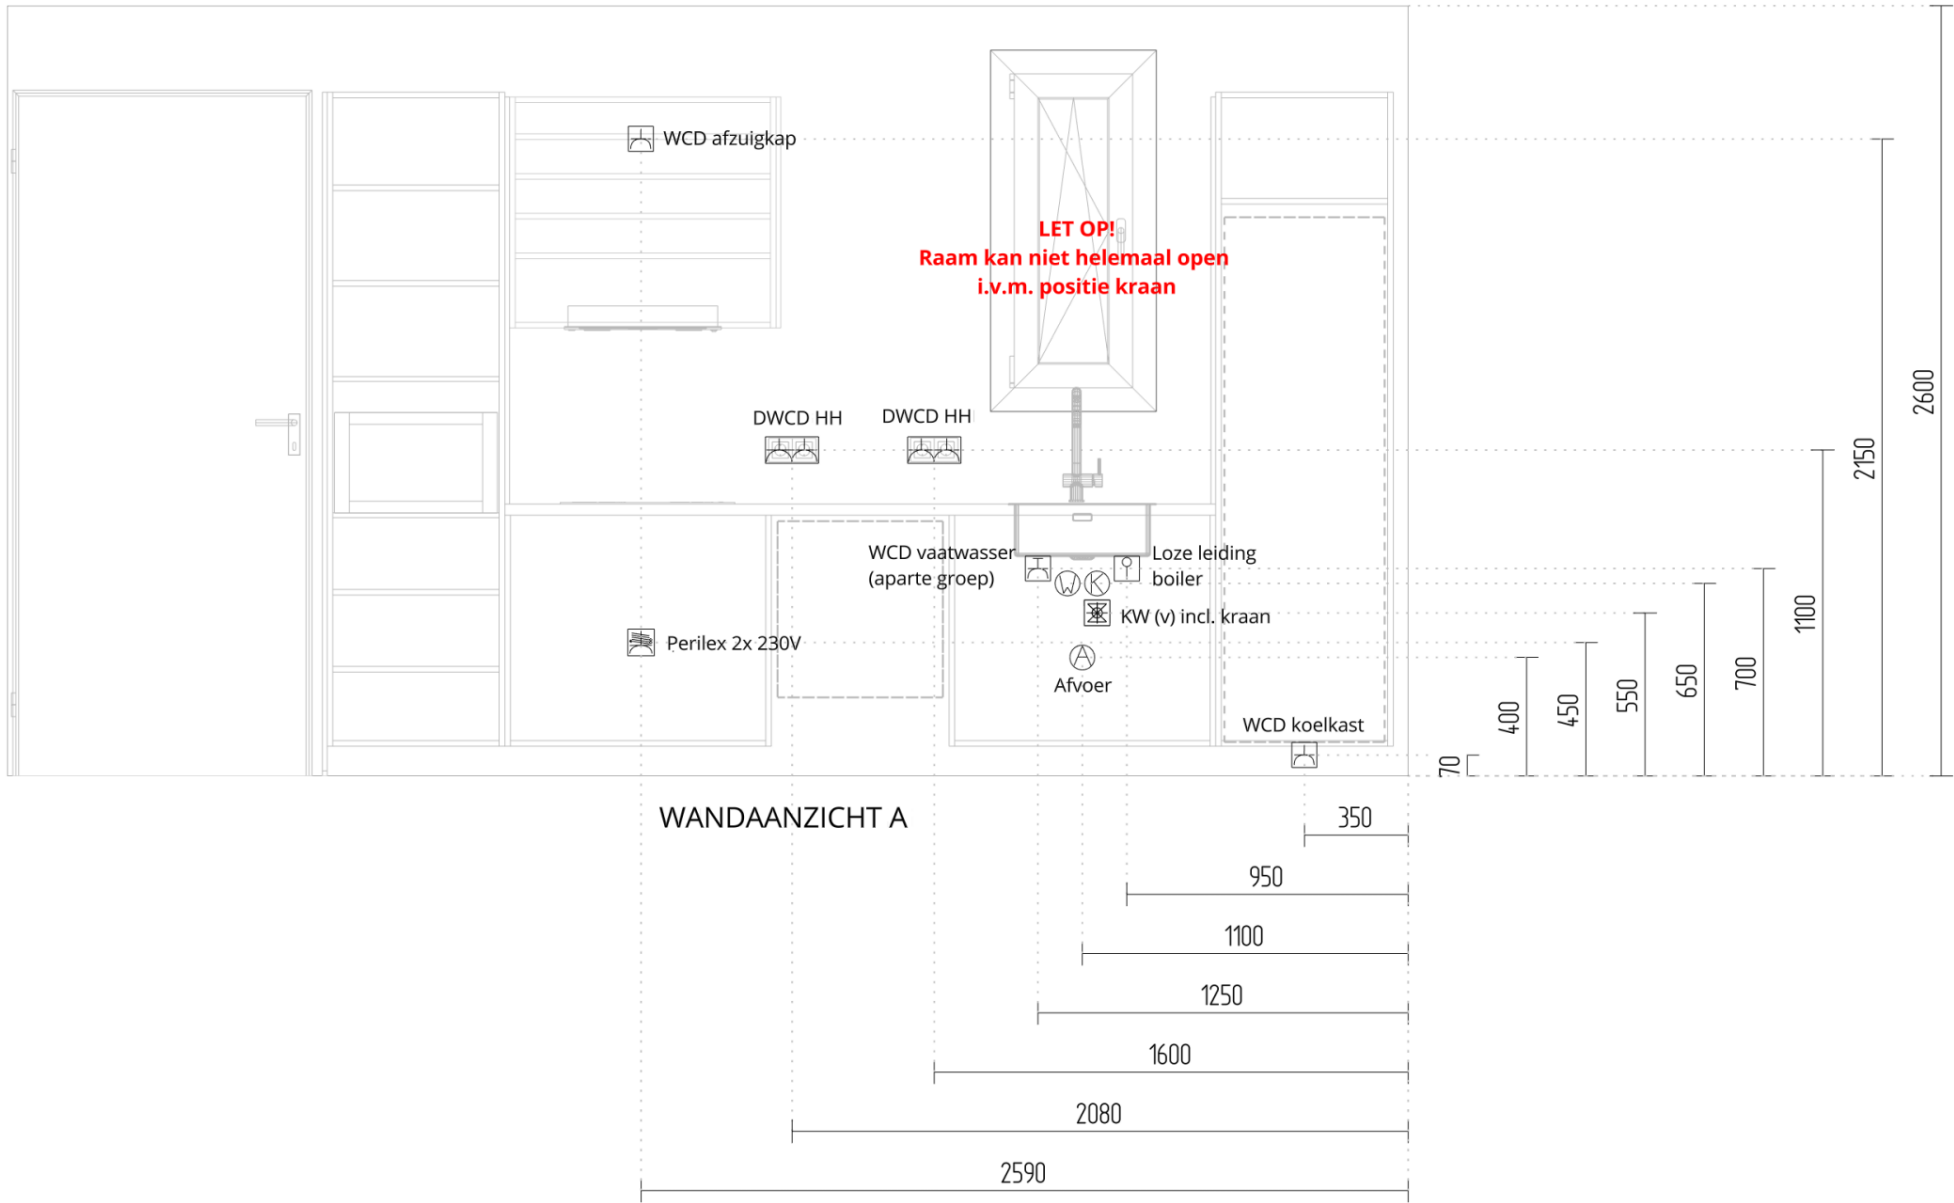 WCD afzuigkap
LET OP!
Raam kan niet helemaal open
i.v.m. positie kraan
DWCD HH
DWCD HH
WCD vaatwasser
(aparte groep)
Loze leiding
boiler
W
K
KW (v) incl. kraan
Perilex 2x 230V
A
Afvoer
WCD koelkast
70
400
450
550
650
700
1100
2150
2600
WANDAANZICHT A
350
950
1100
1250
1600
2080
2590